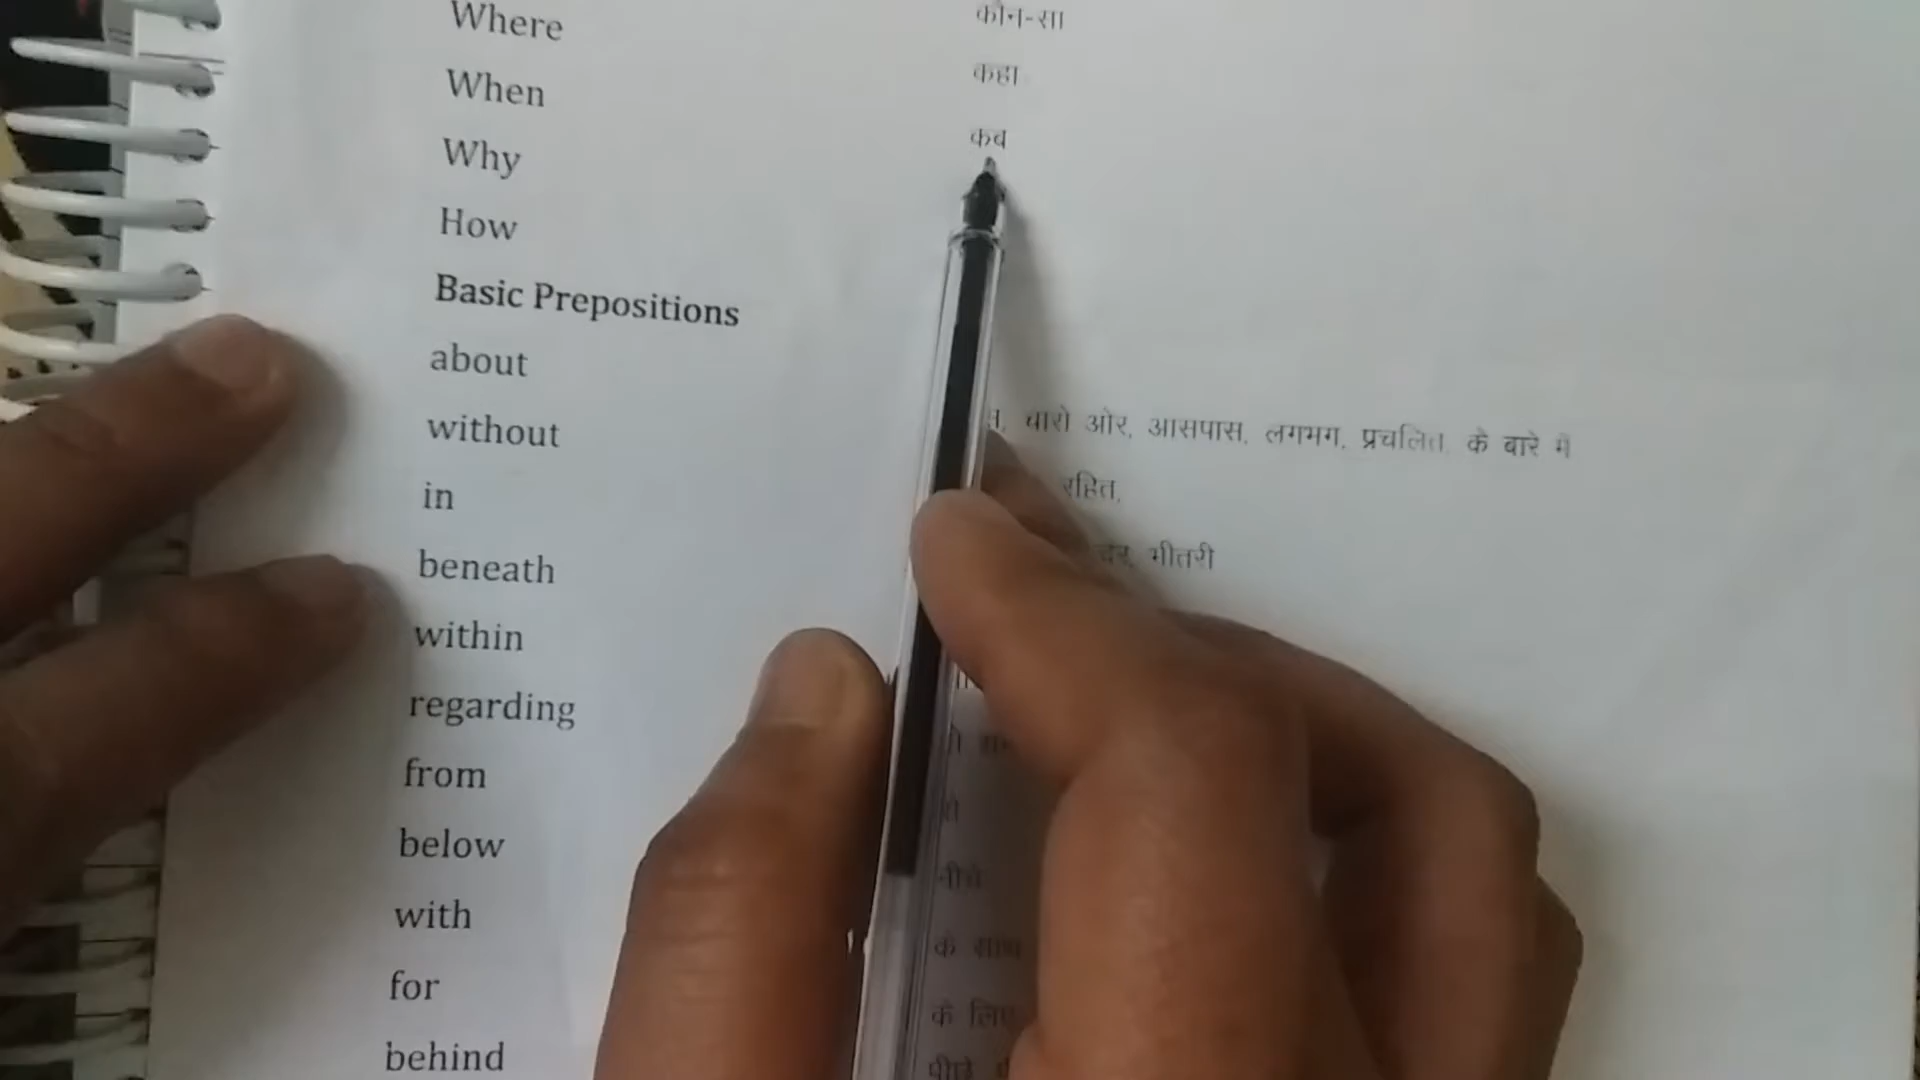 Where कौन-सा
When कहा
Why कब
How
Basic Prepositions
about
without चारो ओर, आसपास, लगभग, प्रचलित, के बारे में
in रहित,
beneath भीतरी
within
regarding
from
below
with नीचे
for के साथ
behind के लिए
पीछे